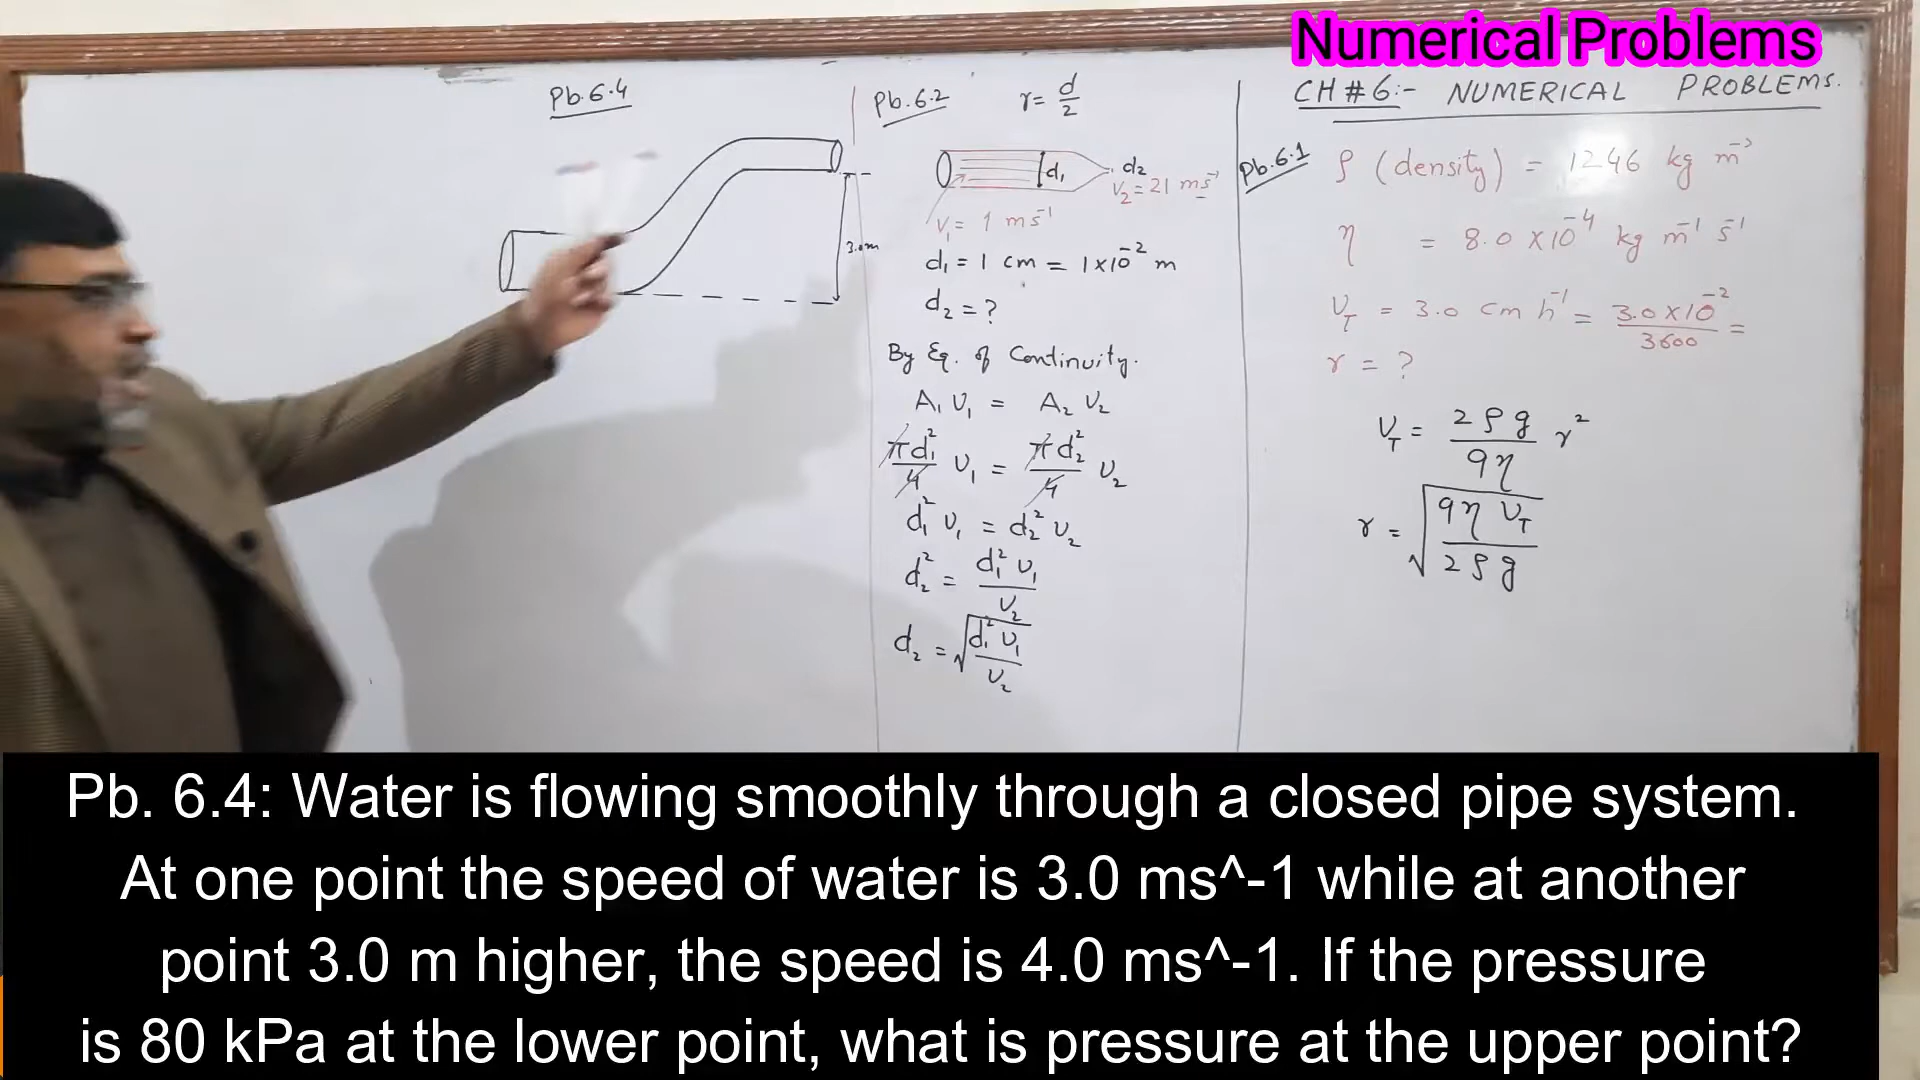 Numerical Problems
CH # 6:- NUMERICAL PROBLEMS.
Pb.6.4
3.0m
Pb.6.2
r = d/2
d₁
d₂
v₂ = 21 ms⁻¹
v₁ = 1 ms⁻¹
d₁ = 1 cm = 1×10⁻² m
d₂ = ?
By Eq. of Continuity.
A₁ v₁ = A₂ v₂
πd₁²/4 v₁ = πd₂²/4 v₂
d₁² v₁ = d₂² v₂
d₂² = d₁² v₁/v₂
d₂ = √(d₁² v₁/v₂)
Pb.6.1
ρ (density) = 1246 kg m⁻³
η = 8.0 ×10⁻⁴ kg m⁻¹ s⁻¹
v_T = 3.0 cm h⁻¹ = 3.0×10⁻²/3600 =
r = ?
v_T = 2ρg/9η r²
r = √(9η v_T/2ρg)
Pb. 6.4: Water is flowing smoothly through a closed pipe system.
At one point the speed of water is 3.0 ms^-1 while at another
point 3.0 m higher, the speed is 4.0 ms^-1. If the pressure
is 80 kPa at the lower point, what is pressure at the upper point?